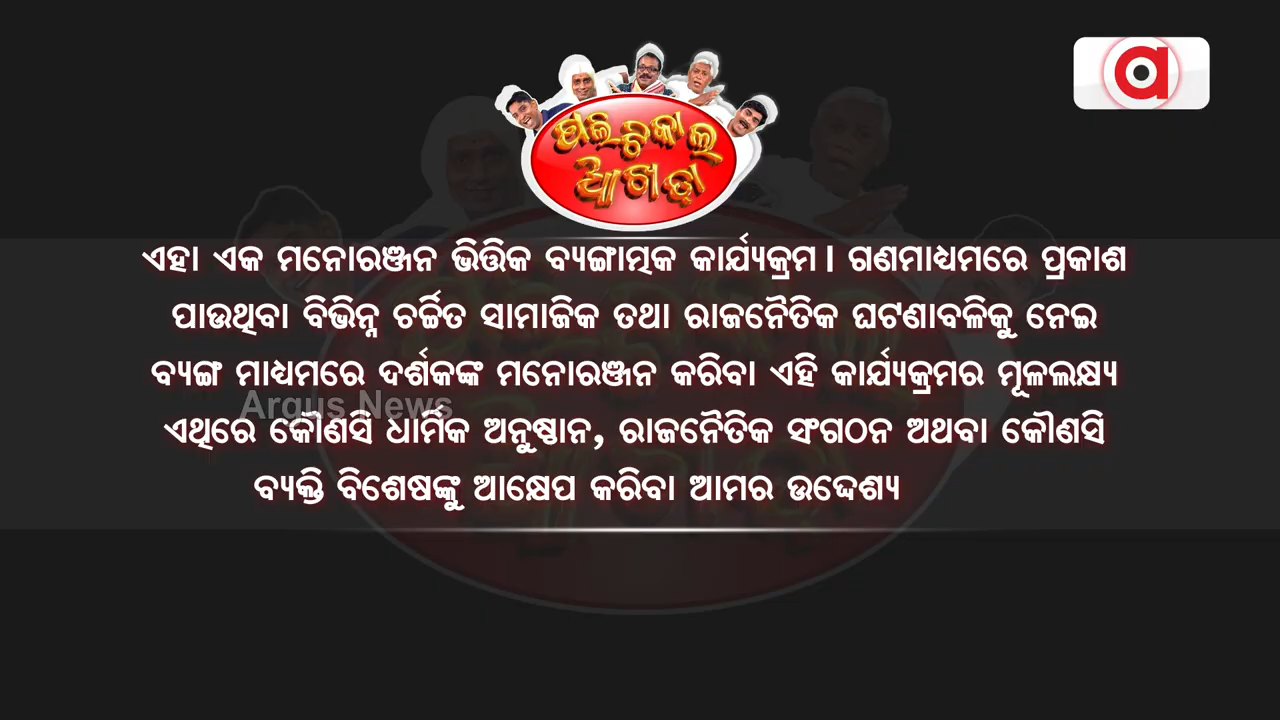 ପଲିଟିକାଲ
ଆଖଡ଼ା
a
ଏହା ଏକ ମନୋରଞ୍ଜନ ଭିତ୍ତିକ ବ୍ୟଙ୍ଗାତ୍ମକ କାର୍ଯ୍ୟକ୍ରମ। ଗଣମାଧ୍ୟମରେ ପ୍ରକାଶ
ପାଉଥିବା ବିଭିନ୍ନ ଚର୍ଚ୍ଚିତ ସାମାଜିକ ତଥା ରାଜନୈତିକ ଘଟଣାବଳିକୁ ନେଇ
ବ୍ୟଙ୍ଗ ମାଧ୍ୟମରେ ଦର୍ଶକଙ୍କ ମନୋରଞ୍ଜନ କରିବା ଏହି କାର୍ଯ୍ୟକ୍ରମର ମୂଳଲକ୍ଷ୍ୟ
Argus News
ଏଥିରେ କୌଣସି ଧାର୍ମିକ ଅନୁଷ୍ଠାନ, ରାଜନୈତିକ ସଂଗଠନ ଅଥବା କୌଣସି
ବ୍ୟକ୍ତି ବିଶେଷଙ୍କୁ ଆକ୍ଷେପ କରିବା ଆମର ଉଦ୍ଦେଶ୍ୟ